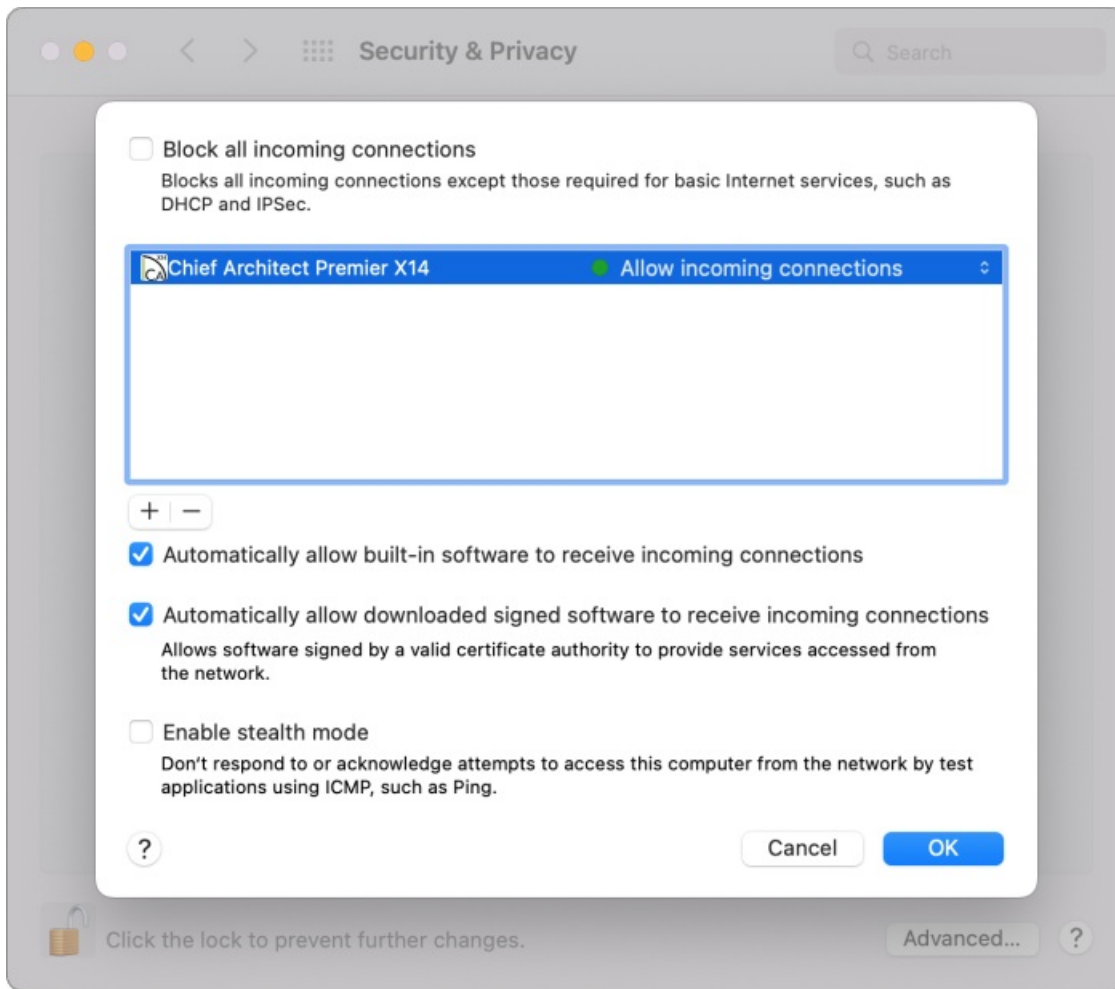 Security & Privacy
Search
Block all incoming connections
Blocks all incoming connections except those required for basic Internet services, such as
DHCP and IPSec.
CA Chief Architect Premier X14 Allow incoming connections
+ −
Automatically allow built-in software to receive incoming connections
Automatically allow downloaded signed software to receive incoming connections
Allows software signed by a valid certificate authority to provide services accessed from
the network.
Enable stealth mode
Don't respond to or acknowledge attempts to access this computer from the network by test
applications using ICMP, such as Ping.
? Cancel OK
Click the lock to prevent further changes. Advanced... ?